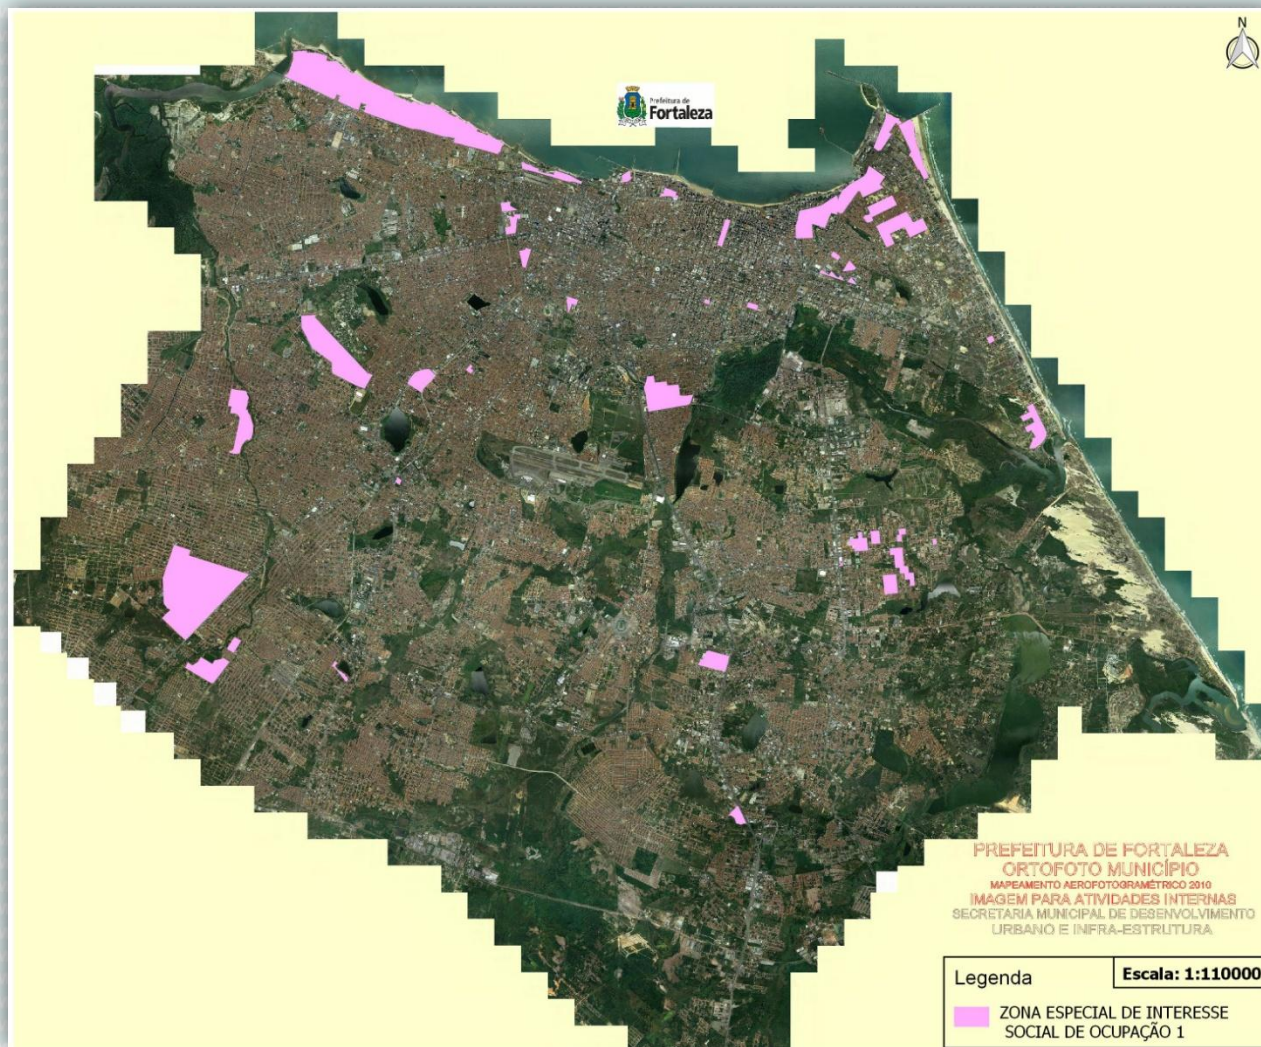 N
Prefeitura de
Fortaleza
PREFEITURA DE FORTALEZA
ORTOFOTO MUNICÍPIO
MAPEAMENTO AEROFOTOGRAMÉTRICO 2010
IMAGEM PARA ATIVIDADES INTERNAS
SECRETARIA MUNICIPAL DE DESENVOLVIMENTO
URBANO E INFRA-ESTRUTURA
Legenda
Escala: 1:110000
ZONA ESPECIAL DE INTERESSE
SOCIAL DE OCUPAÇÃO 1